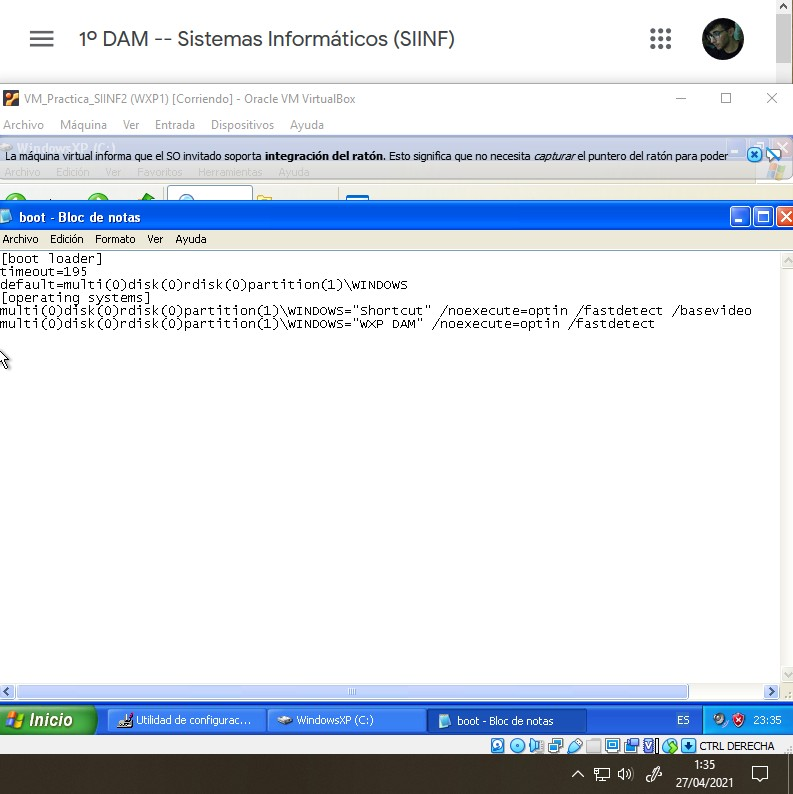 1º DAM -- Sistemas Informáticos (SIINF)
VM_Practica_SIINF2 (WXP1) [Corriendo] - Oracle VM VirtualBox
Archivo Máquina Ver Entrada Dispositivos Ayuda
WindowsXP (C:)
La máquina virtual informa que el SO invitado soporta integración del ratón. Esto significa que no necesita capturar el puntero del ratón para poder
Archivo Edición Ver Favoritos Herramientas Ayuda
boot - Bloc de notas
Archivo Edición Formato Ver Ayuda
[boot loader]
timeout=195
default=multi(0)disk(0)rdisk(0)partition(1)\WINDOWS
[operating systems]
multi(0)disk(0)rdisk(0)partition(1)\WINDOWS="Shortcut" /noexecute=optin /fastdetect /basevideo
multi(0)disk(0)rdisk(0)partition(1)\WINDOWS="WXP DAM" /noexecute=optin /fastdetect
Inicio Utilidad de configurac... WindowsXP (C:) boot - Bloc de notas ES 23:35
CTRL DERECHA
1:35
27/04/2021